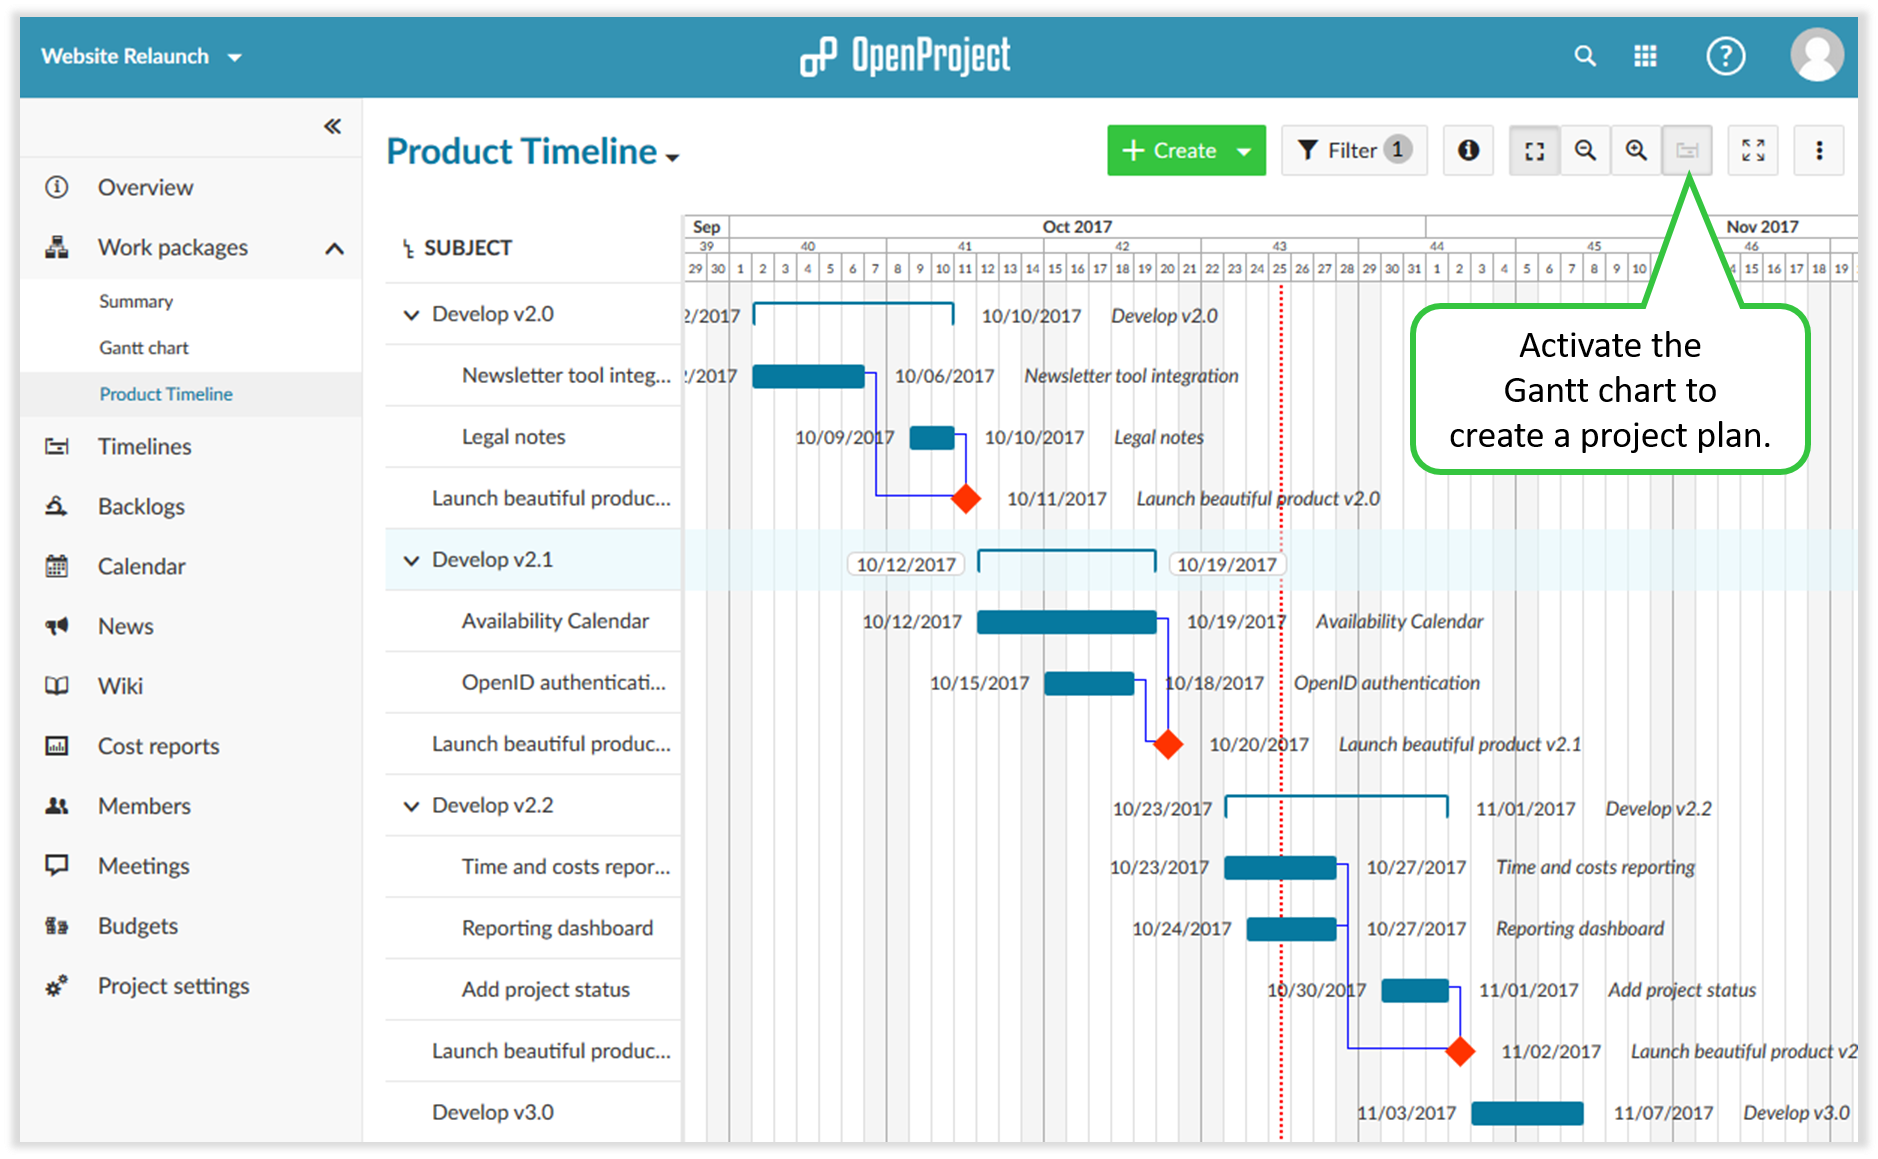 Website Relaunch
OpenProject
?
Product Timeline
+ Create
Filter 1
Overview
Work packages
Summary
Gantt chart
Product Timeline
Timelines
Backlogs
Calendar
News
Wiki
Cost reports
Members
Meetings
Budgets
Project settings
Activate the
Gantt chart to
create a project plan.
SUBJECT
Sep Oct 2017 Nov 2017
39 40 41 42 43 44 45 46
29 30 1 2 3 4 5 6 7 8 9 10 11 12 13 14 15 16 17 18 19 20 21 22 23 24 25 26 27 28 29 30 31 1 2 3 4 5 6 7 8 9 10 15 16 17 18 19
Develop v2.0 2/2017 10/10/2017 Develop v2.0
Newsletter tool integ... /2017 10/06/2017 Newsletter tool integration
Legal notes 10/09/2017 10/10/2017 Legal notes
Launch beautiful produc... 10/11/2017 Launch beautiful product v2.0
Develop v2.1 10/12/2017 10/19/2017
Availability Calendar 10/12/2017 10/19/2017 Availability Calendar
OpenID authenticati... 10/15/2017 10/18/2017 OpenID authentication
Launch beautiful produc... 10/20/2017 Launch beautiful product v2.1
Develop v2.2 10/23/2017 11/01/2017 Develop v2.2
Time and costs repor... 10/23/2017 10/27/2017 Time and costs reporting
Reporting dashboard 10/24/2017 10/27/2017 Reporting dashboard
Add project status 10/30/2017 11/01/2017 Add project status
Launch beautiful produc... 11/02/2017 Launch beautiful product v2
Develop v3.0 11/03/2017 11/07/2017 Develop v3.0